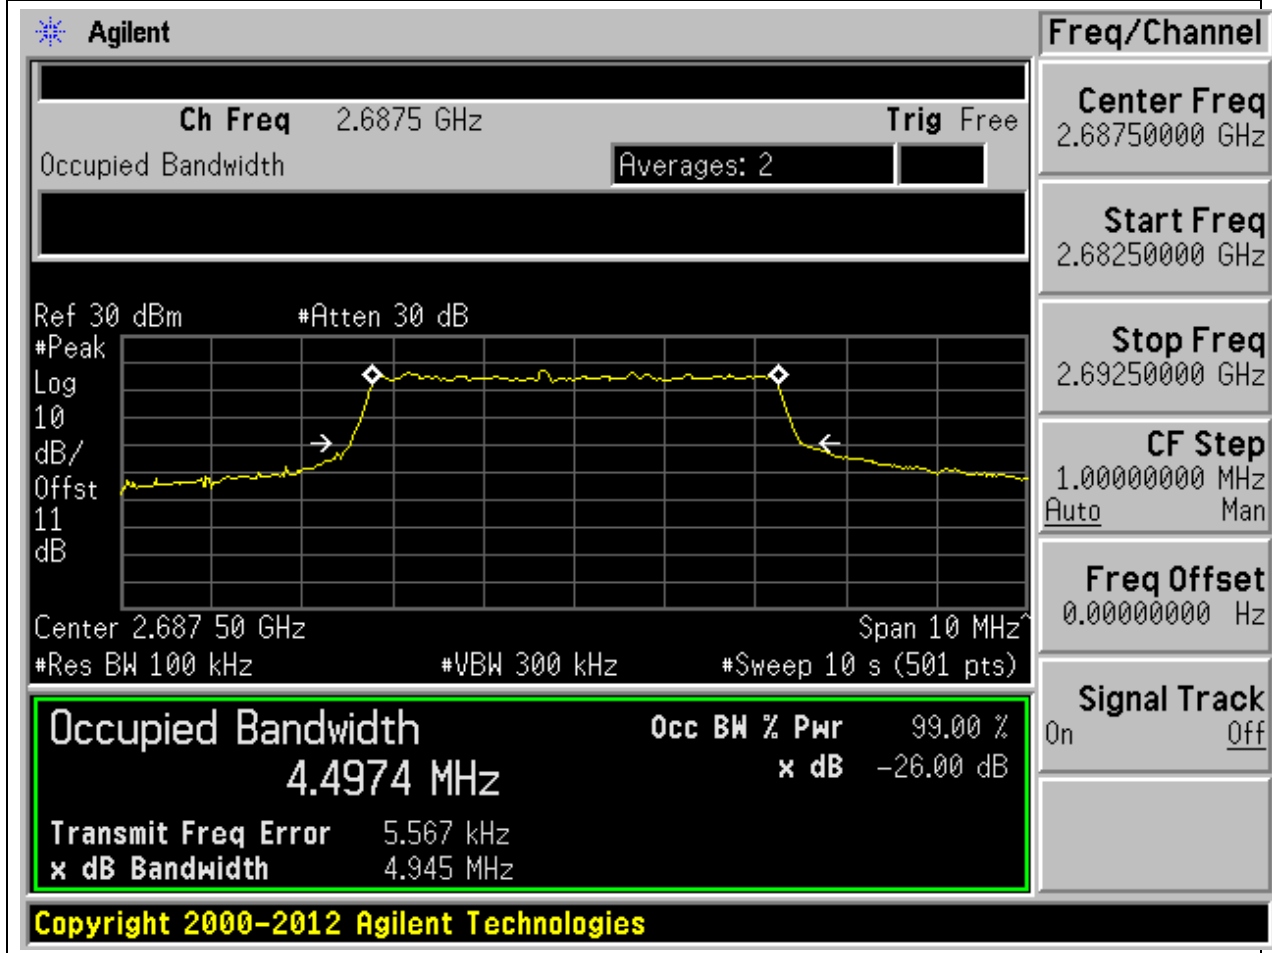 Agilent
Freq/Channel
Ch Freq 2.6875 GHz Trig Free
Occupied Bandwidth Averages: 2
Center Freq
2.68750000 GHz
Start Freq
2.68250000 GHz
Stop Freq
2.69250000 GHz
CF Step
1.00000000 MHz
Auto Man
Freq Offset
0.00000000 Hz
Signal Track
On Off
Ref 30 dBm #Atten 30 dB
#Peak
Log
10
dB/
Offst
11
dB
Center 2.687 50 GHz Span 10 MHz^
#Res BW 100 kHz #VBW 300 kHz #Sweep 10 s (501 pts)
Occupied Bandwidth Occ BW % Pwr 99.00 %
4.4974 MHz x dB -26.00 dB
Transmit Freq Error 5.567 kHz
x dB Bandwidth 4.945 MHz
Copyright 2000-2012 Agilent Technologies